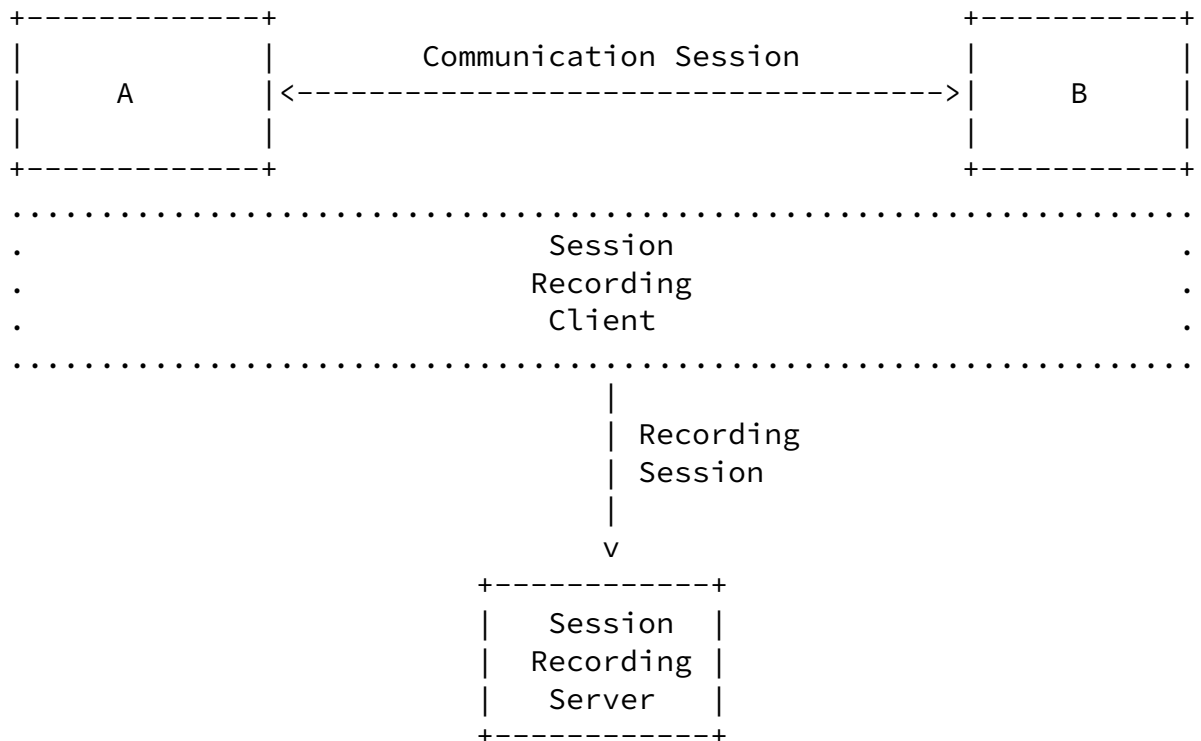 Communication Session
A B
Session
Recording
Client
Recording
Session
Session
Recording
Server